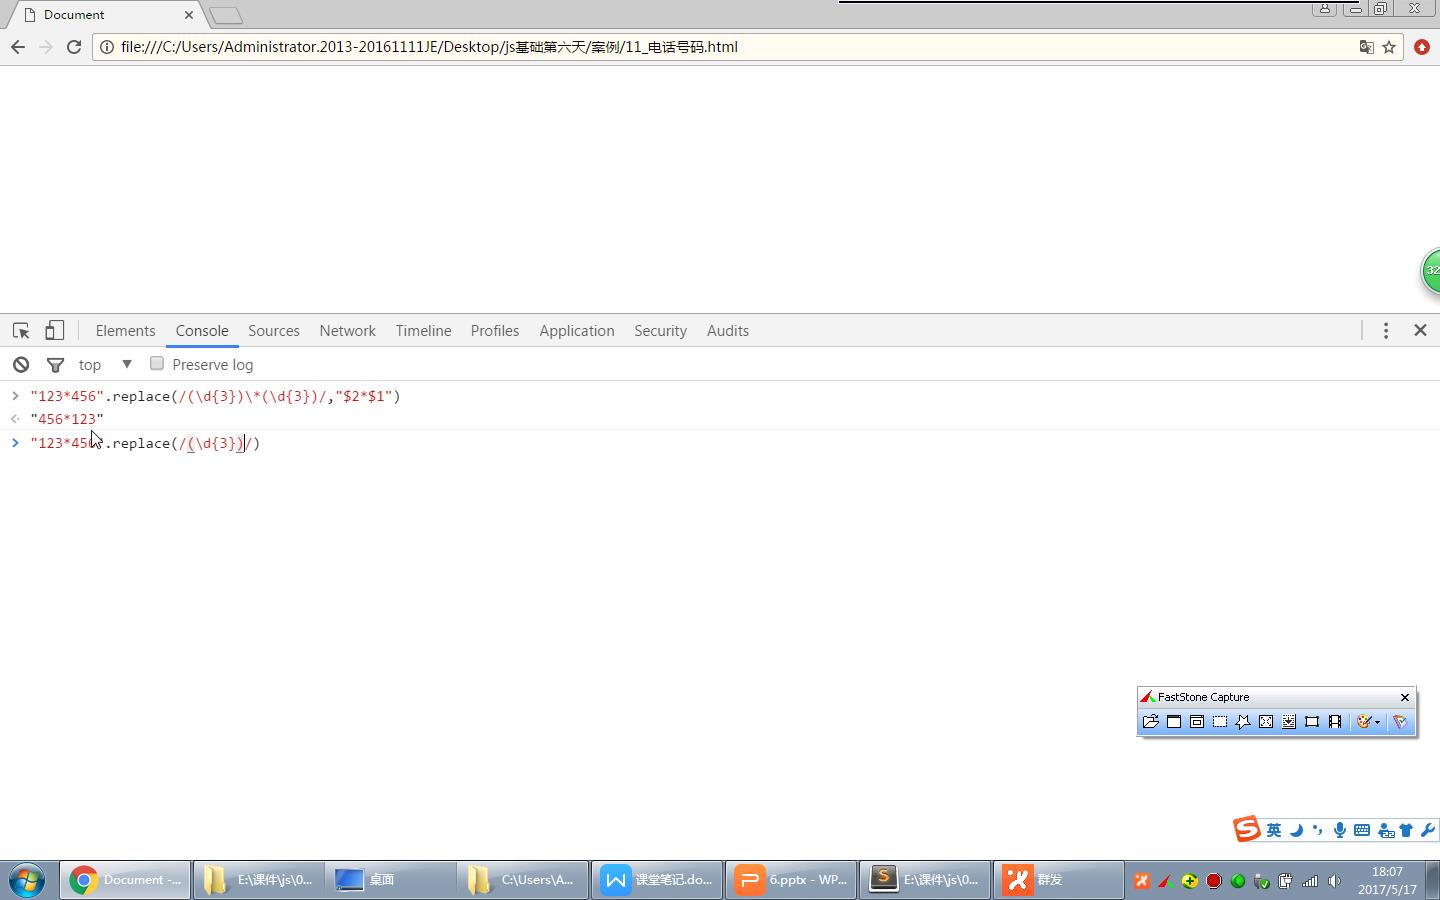 Document
file:///C:/Users/Administrator.2013-20161111JE/Desktop/js基础第六天/案例/11_电话号码.html
32
Elements Console Sources Network Timeline Profiles Application Security Audits
top Preserve log
"123*456".replace(/(\d{3})\*(\d{3})/,"$2*$1")
"456*123"
"123*456".replace(/(\d{3})/)
FastStone Capture
英
Document -... E:\课件\js\0... 桌面 C:\Users\A... 课堂笔记.do... 6.pptx - WP... E:\课件\js\0... 群发
18:07
2017/5/17